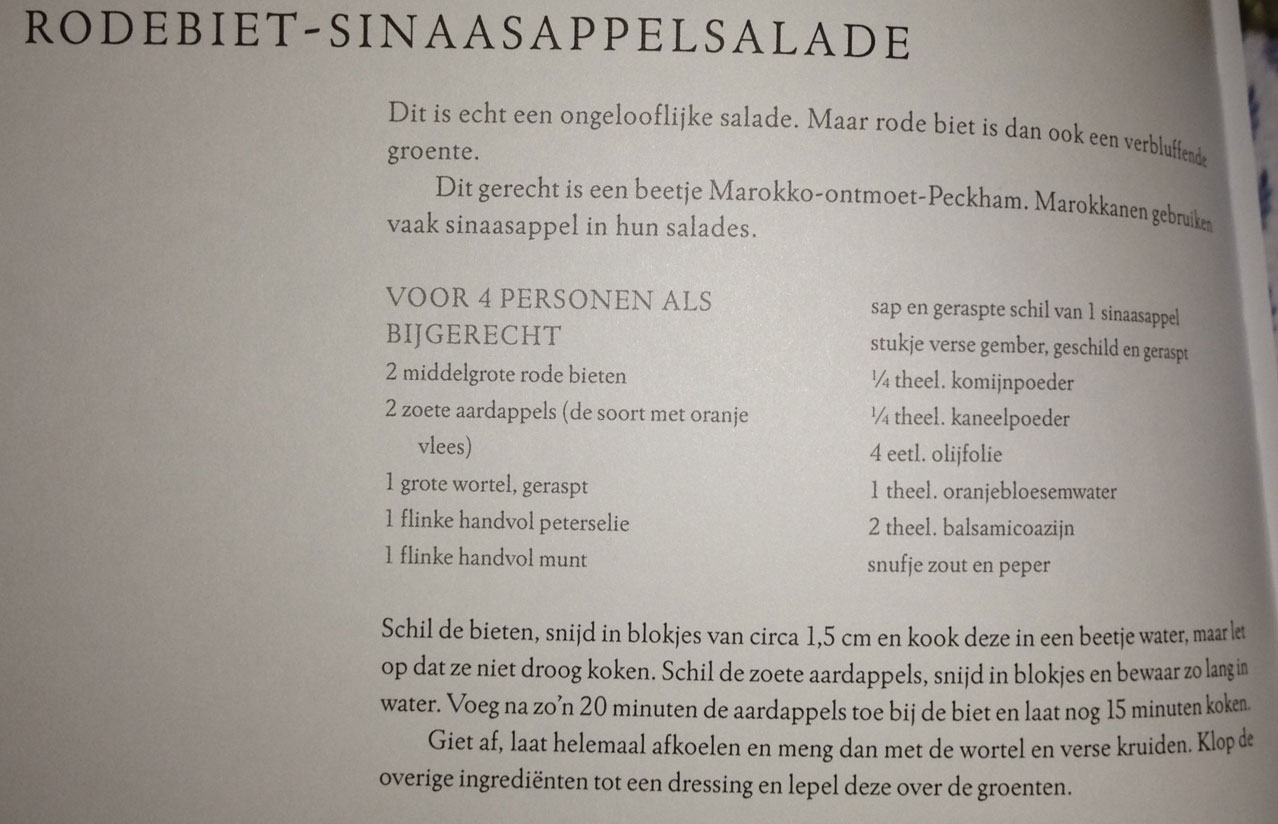 RODEBIET-SINAASAPPELSALADE
Dit is echt een ongelooflijke salade. Maar rode biet is dan ook een verbluffende
groente.
Dit gerecht is een beetje Marokko-ontmoet-Peckham. Marokkanen gebruiken
vaak sinaasappel in hun salades.
VOOR 4 PERSONEN ALS
BIJGERECHT
2 middelgrote rode bieten
2 zoete aardappels (de soort met oranje
vlees)
1 grote wortel, geraspt
1 flinke handvol peterselie
1 flinke handvol munt
sap en geraspte schil van 1 sinaasappel
stukje verse gember, geschild en geraspt
¼ theel. komijnpoeder
¼ theel. kaneelpoeder
4 eetl. olijfolie
1 theel. oranjebloesemwater
2 theel. balsamicoazijn
snufje zout en peper
Schil de bieten, snijd in blokjes van circa 1,5 cm en kook deze in een beetje water, maar let
op dat ze niet droog koken. Schil de zoete aardappels, snijd in blokjes en bewaar zo lang in
water. Voeg na zo'n 20 minuten de aardappels toe bij de biet en laat nog 15 minuten koken.
Giet af, laat helemaal afkoelen en meng dan met de wortel en verse kruiden. Klop de
overige ingrediënten tot een dressing en lepel deze over de groenten.